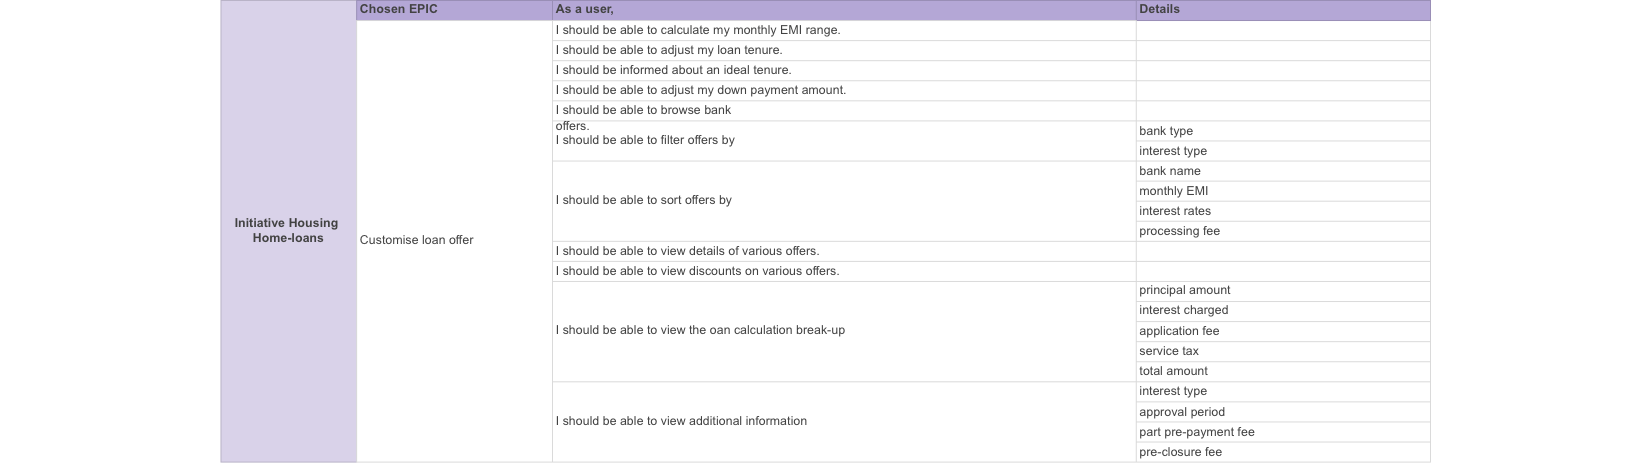 Chosen EPIC
As a user,
Details
Initiative Housing
Home-loans
Customise loan offer
I should be able to calculate my monthly EMI range.
I should be able to adjust my loan tenure.
I should be informed about an ideal tenure.
I should be able to adjust my down payment amount.
I should be able to browse bank
offers.
I should be able to filter offers by
bank type
interest type
I should be able to sort offers by
bank name
monthly EMI
interest rates
processing fee
I should be able to view details of various offers.
I should be able to view discounts on various offers.
I should be able to view the oan calculation break-up
principal amount
interest charged
application fee
service tax
total amount
I should be able to view additional information
interest type
approval period
part pre-payment fee
pre-closure fee